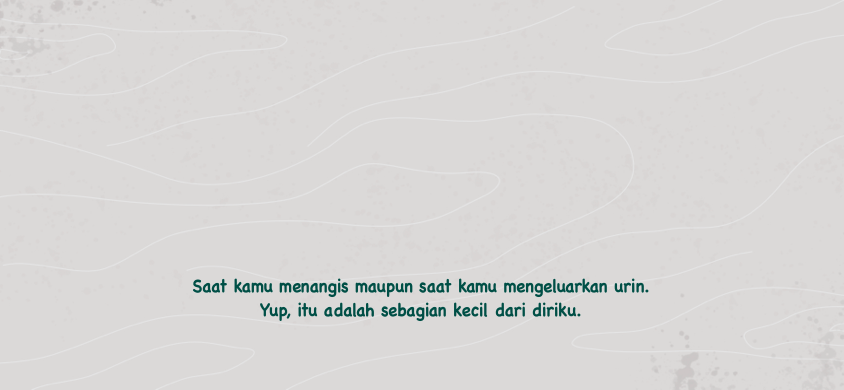 Saat kamu menangis maupun saat kamu mengeluarkan urin.
Yup, itu adalah sebagian kecil dari diriku.